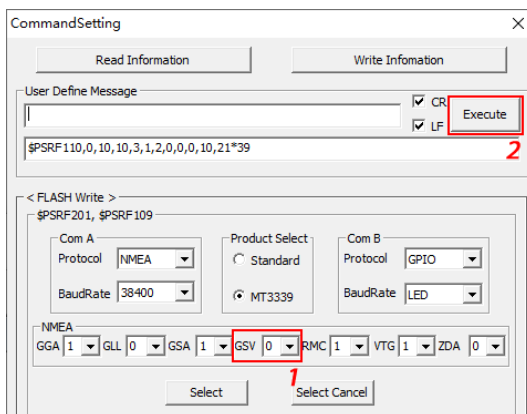 CommandSetting
Read Information Write Infomation
User Define Message
CR
LF
Execute
2
$PSRF110,0,10,10,3,1,2,0,0,0,10,21*39
< FLASH Write >
$PSRF201, $PSRF109
Com A Product Select Com B
Protocol NMEA Standard Protocol GPIO
BaudRate 38400 MT3339 BaudRate LED
NMEA
GGA 1 GLL 0 GSA 1 GSV 0 RMC 1 VTG 1 ZDA 0
1
Select Select Cancel